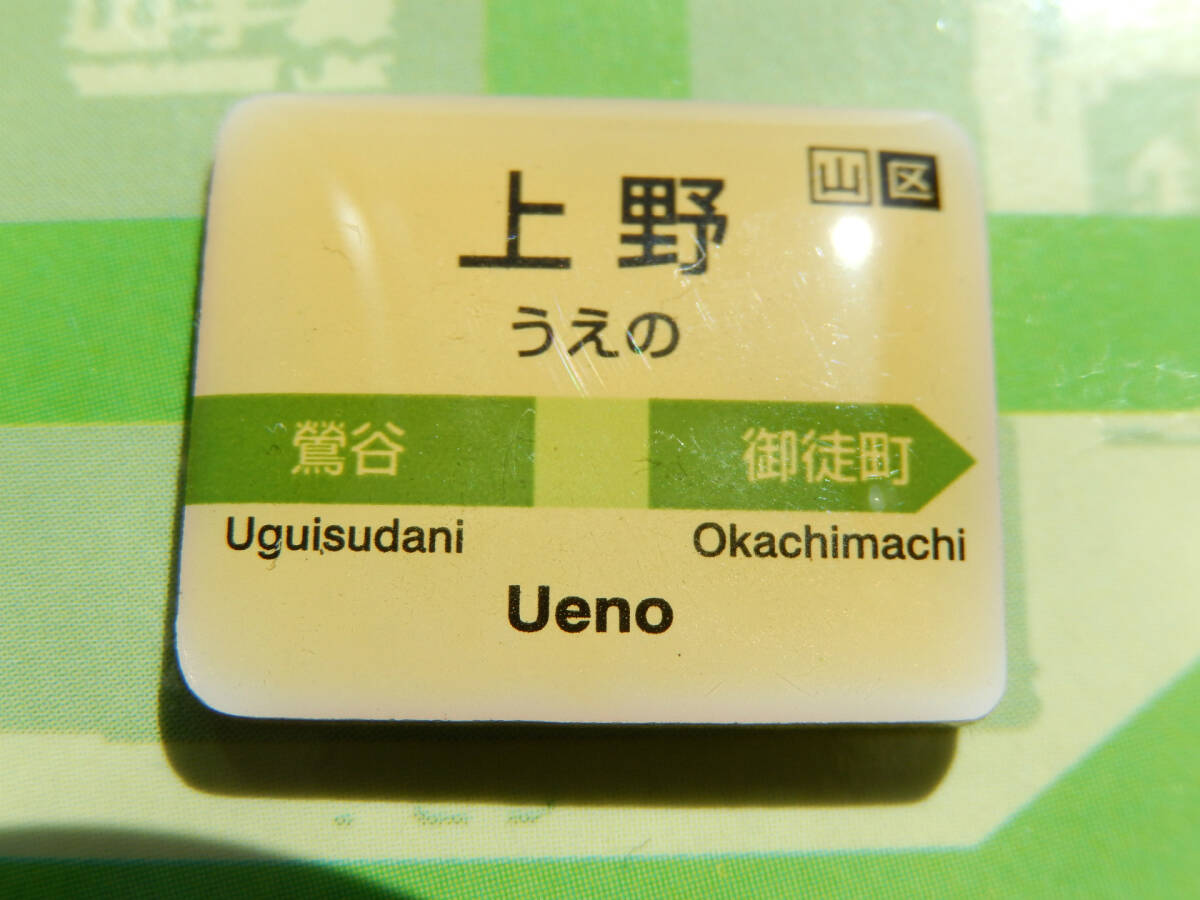 山 区
上野
うえの
鶯谷 御徒町
Uguisudani Okachimachi
Ueno